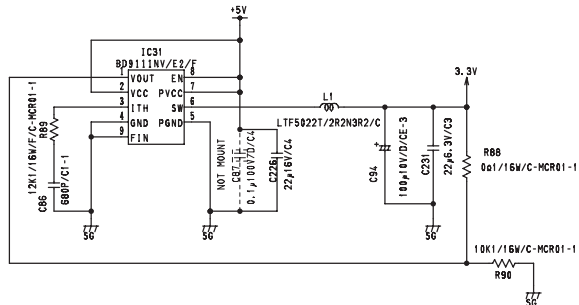 +5V
IC31
BD9111NV/E2/F
1 VOUT EN 8
2 VCC PVCC 7
3 ITH SW 6
4 GND PGND 5
9 FIN
R89
12K1/16W/F/C-MCR01-1
C86
680P/C1-1
SG
SG
NOT MOUNT
0.1μ100V/D/C4
C226
22μ16V/C4
L1
LTF5022T/2R2N3R2/C
3.3V
C94
100μ10V/D/CE-3
C231
22μ6.3V/C3
SG
R88
0o1/16W/C-MCR01-1
10K1/16W/C-MCR01-1
R90
SG